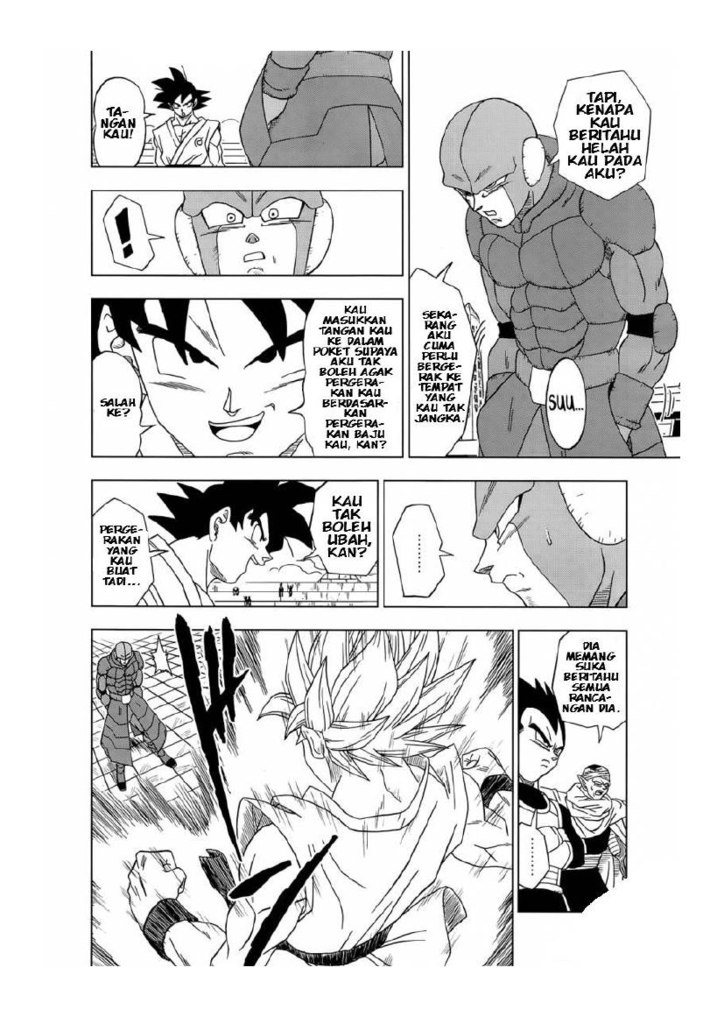 TAPI,
KENAPA
KAU
BERITAHU
HELAH
KAU PADA
AKU?
SEKA-
RANG
AKU
CUMA
PERLU
BERGE-
RAK KE
TEMPAT
YANG
KAU TAK
JANGKA.
SUU...
TA-
NGAN
KAU!
!
KAU
MASUKKAN
TANGAN KAU
KE DALAM
POKET SUPAYA
AKU TAK
BOLEH AGAK
PERGERA-
KAN KAU
BERDASAR-
KAN
PERGERA-
KAN BAJU
KAU, KAN?
SALAH
KE?
........
KAU
TAK
BOLEH
UBAH,
KAN?
PERGE-
RAKAN
YANG
KAU
BUAT
TADI...
DIA
MEMANG
SUKA
BERITAHU
SEMUA
RANCA-
NGAN DIA.
......